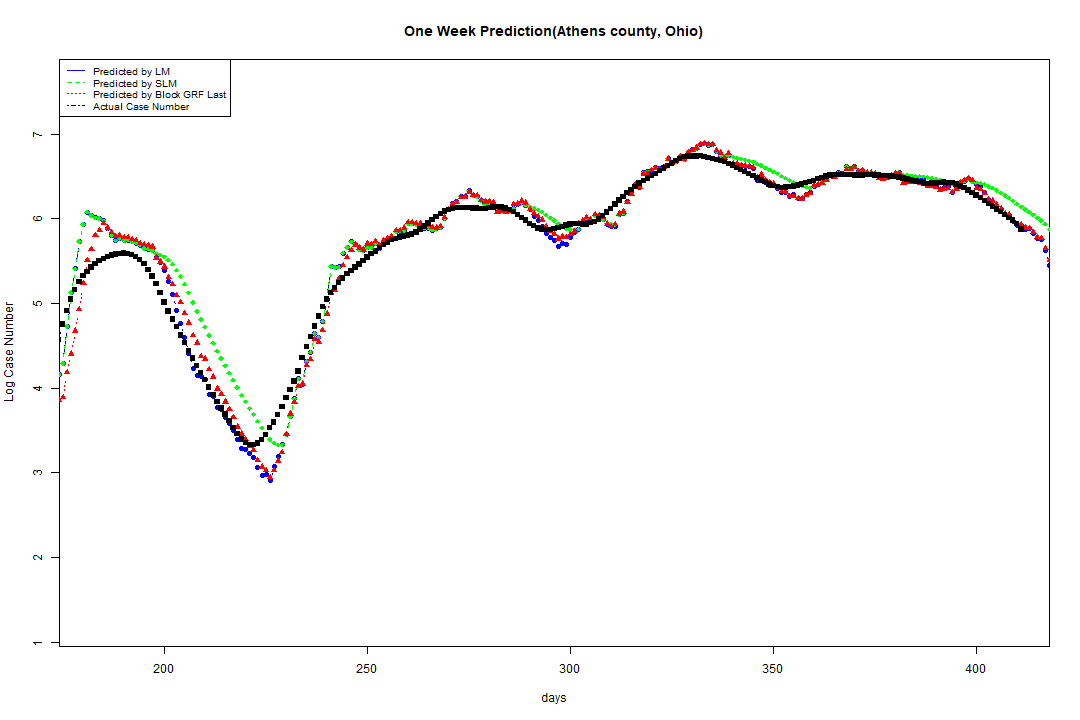 One Week Prediction(Athens county, Ohio)
Predicted by LM
Predicted by SLM
Predicted by Block GRF Last
Actual Case Number
7
6
5
4
3
2
1
Log Case Number
200 250 300 350 400
days